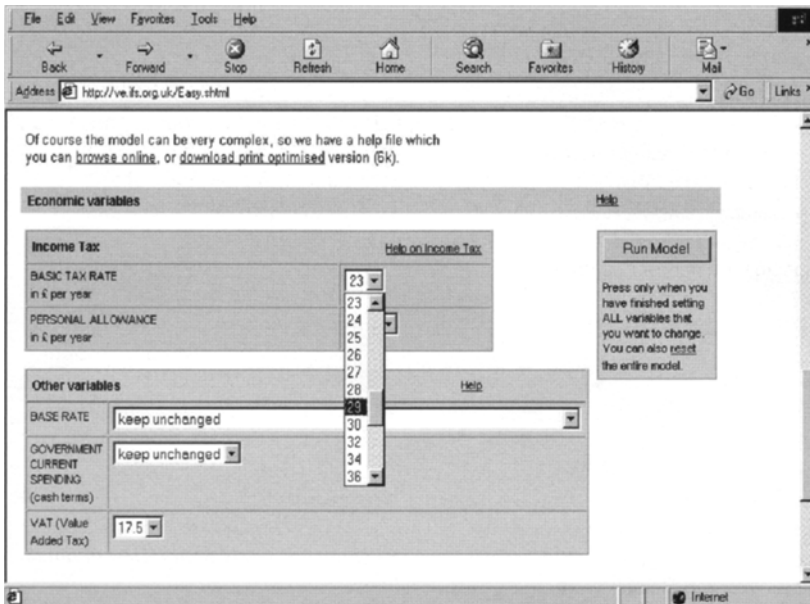 File Edit View Favorites Tools Help
Back Forward Stop Refresh Home Search Favorites History Mail
Address http://ve.ifs.org.uk/Easy.shtml Go Links
Of course the model can be very complex, so we have a help file which
you can browse online, or download print optimised version (6k).
Economic variables Help
Income Tax Help on Income Tax
BASIC TAX RATE
in £ per year
23
PERSONAL ALLOWANCE
in £ per year
23
24
25
26
27
28
29
30
32
34
36
Run Model
Press only when you
have finished setting
ALL variables that
you want to change.
You can also reset
the entire model.
Other variables Help
BASE RATE keep unchanged
GOVERNMENT
CURRENT
SPENDING
(cash terms)
keep unchanged
VAT (Value
Added Tax)
17.5
Internet